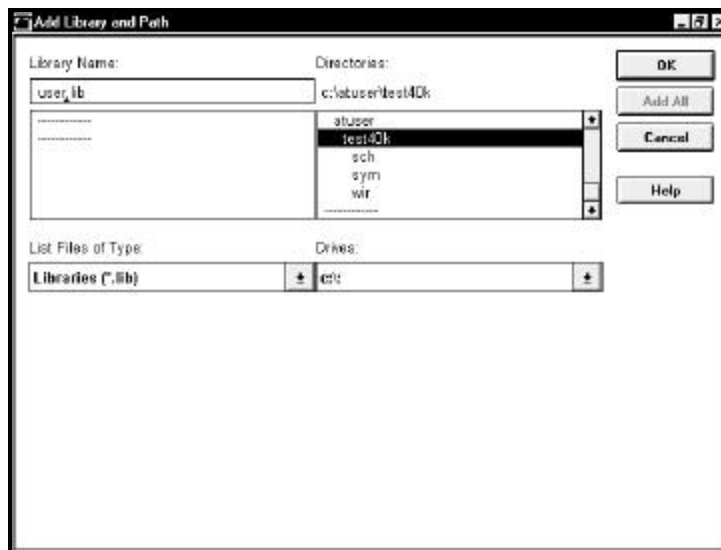 Add Library and Path
Library Name:
user.lib
Directories:
c:\atuser\test40k
atuser
test40k
sch
sym
wir
OK
Add All
Cancel
Help
List Files of Type:
Libraries (*.lib)
Drives:
c:\: